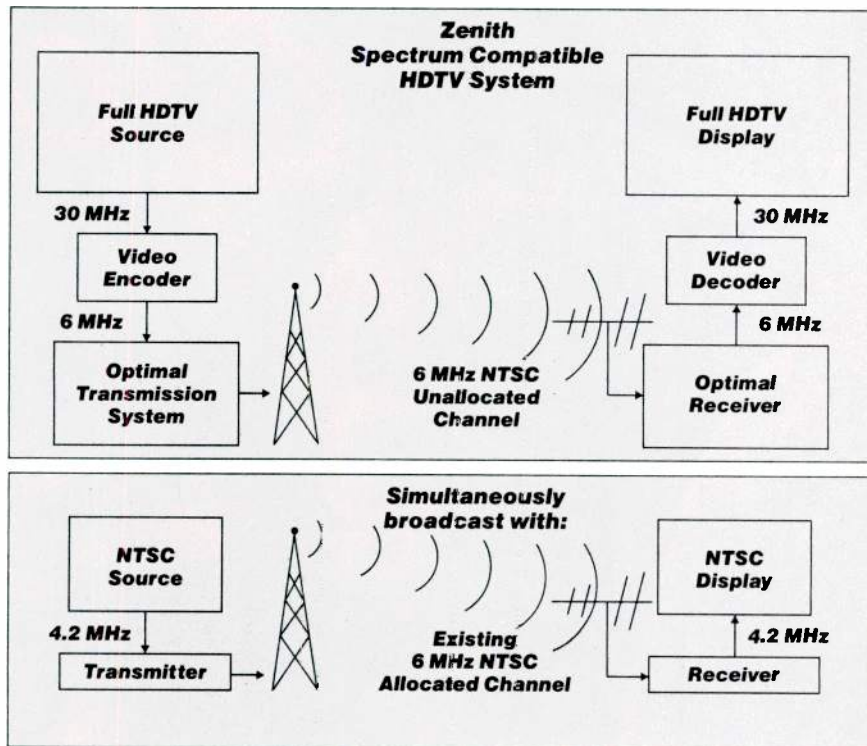 Zenith
Spectrum Compatible
HDTV System
Full HDTV
Source
30 MHz
Video
Encoder
6 MHz
Optimal
Transmission
System
6 MHz NTSC
Unallocated
Channel
Full HDTV
Display
30 MHz
Video
Decoder
6 MHz
Optimal
Receiver
Simultaneously
broadcast with:
NTSC
Source
4.2 MHz
Transmitter
Existing
6 MHz NTSC
Allocated Channel
NTSC
Display
4.2 MHz
Receiver